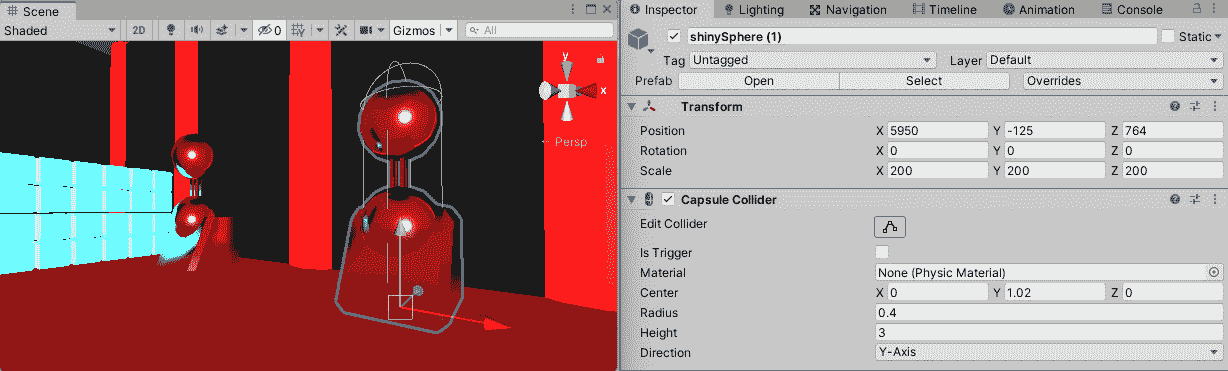 Scene
Shaded 2D 0 Gizmos All
y
x
Persp
Inspector Lighting Navigation Timeline Animation Console
shinySphere (1) Static
Tag Untagged Layer Default
Prefab Open Select Overrides
Transform
Position X 5950 Y -125 Z 764
Rotation X 0 Y 0 Z 0
Scale X 200 Y 200 Z 200
Capsule Collider
Edit Collider
Is Trigger
Material None (Physic Material)
Center X 0 Y 1.02 Z 0
Radius 0.4
Height 3
Direction Y-Axis